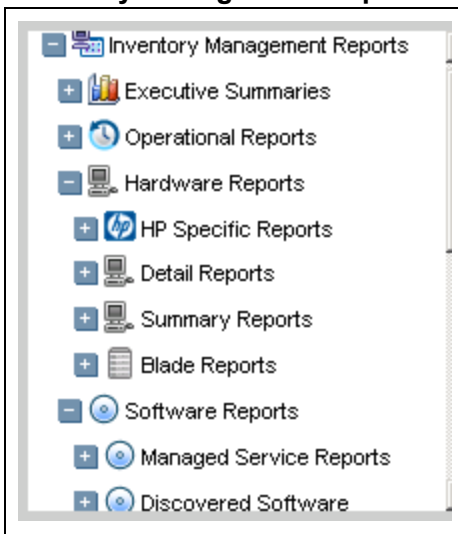 Inventory Management Reports
Executive Summaries
Operational Reports
Hardware Reports
hp HP Specific Reports
Detail Reports
Summary Reports
Blade Reports
Software Reports
Managed Service Reports
Discovered Software